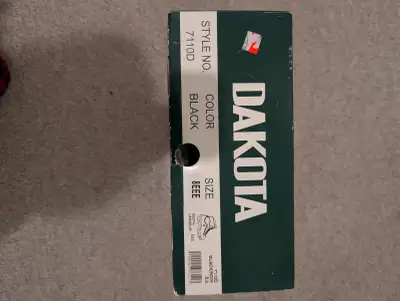 DAKOTA
STYLE NO. COLOR SIZE
7110D BLACK 8EEE